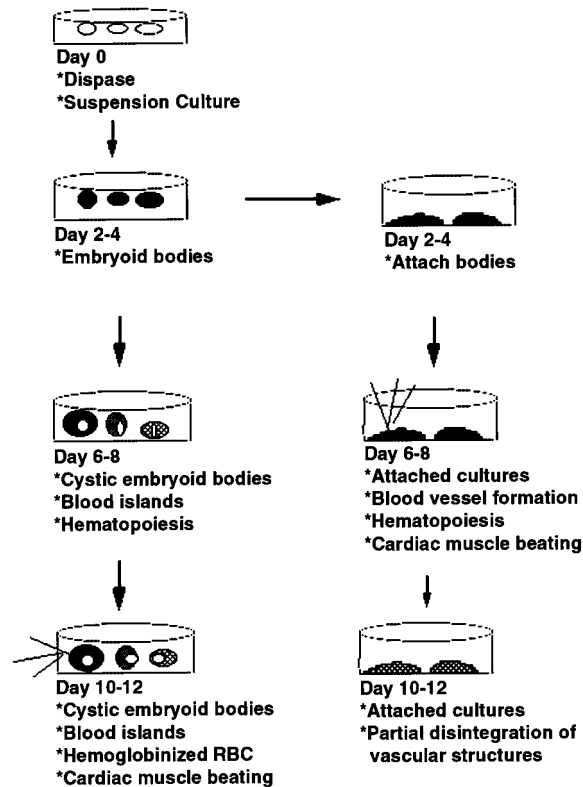 Day 0
*Dispase
*Suspension Culture
Day 2-4
*Embryoid bodies
Day 2-4
*Attach bodies
Day 6-8
*Cystic embryoid bodies
*Blood islands
*Hematopoiesis
Day 6-8
*Attached cultures
*Blood vessel formation
*Hematopoiesis
*Cardiac muscle beating
Day 10-12
*Cystic embryoid bodies
*Blood islands
*Hemoglobinized RBC
*Cardiac muscle beating
Day 10-12
*Attached cultures
*Partial disintegration of
vascular structures